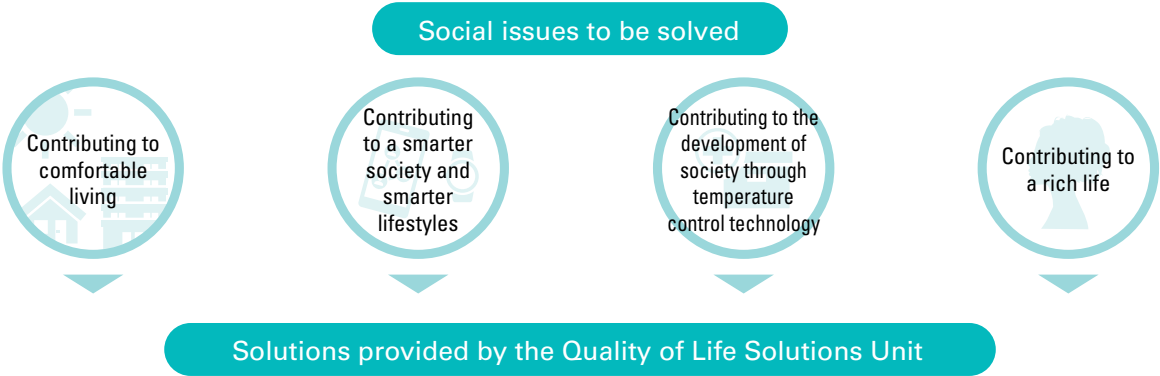 Social issues to be solved
Contributing to
comfortable
living
Contributing
to a smarter
society and
smarter
lifestyles
Contributing to the
development of
society through
temperature
control technology
Contributing to
a rich life
Solutions provided by the Quality of Life Solutions Unit